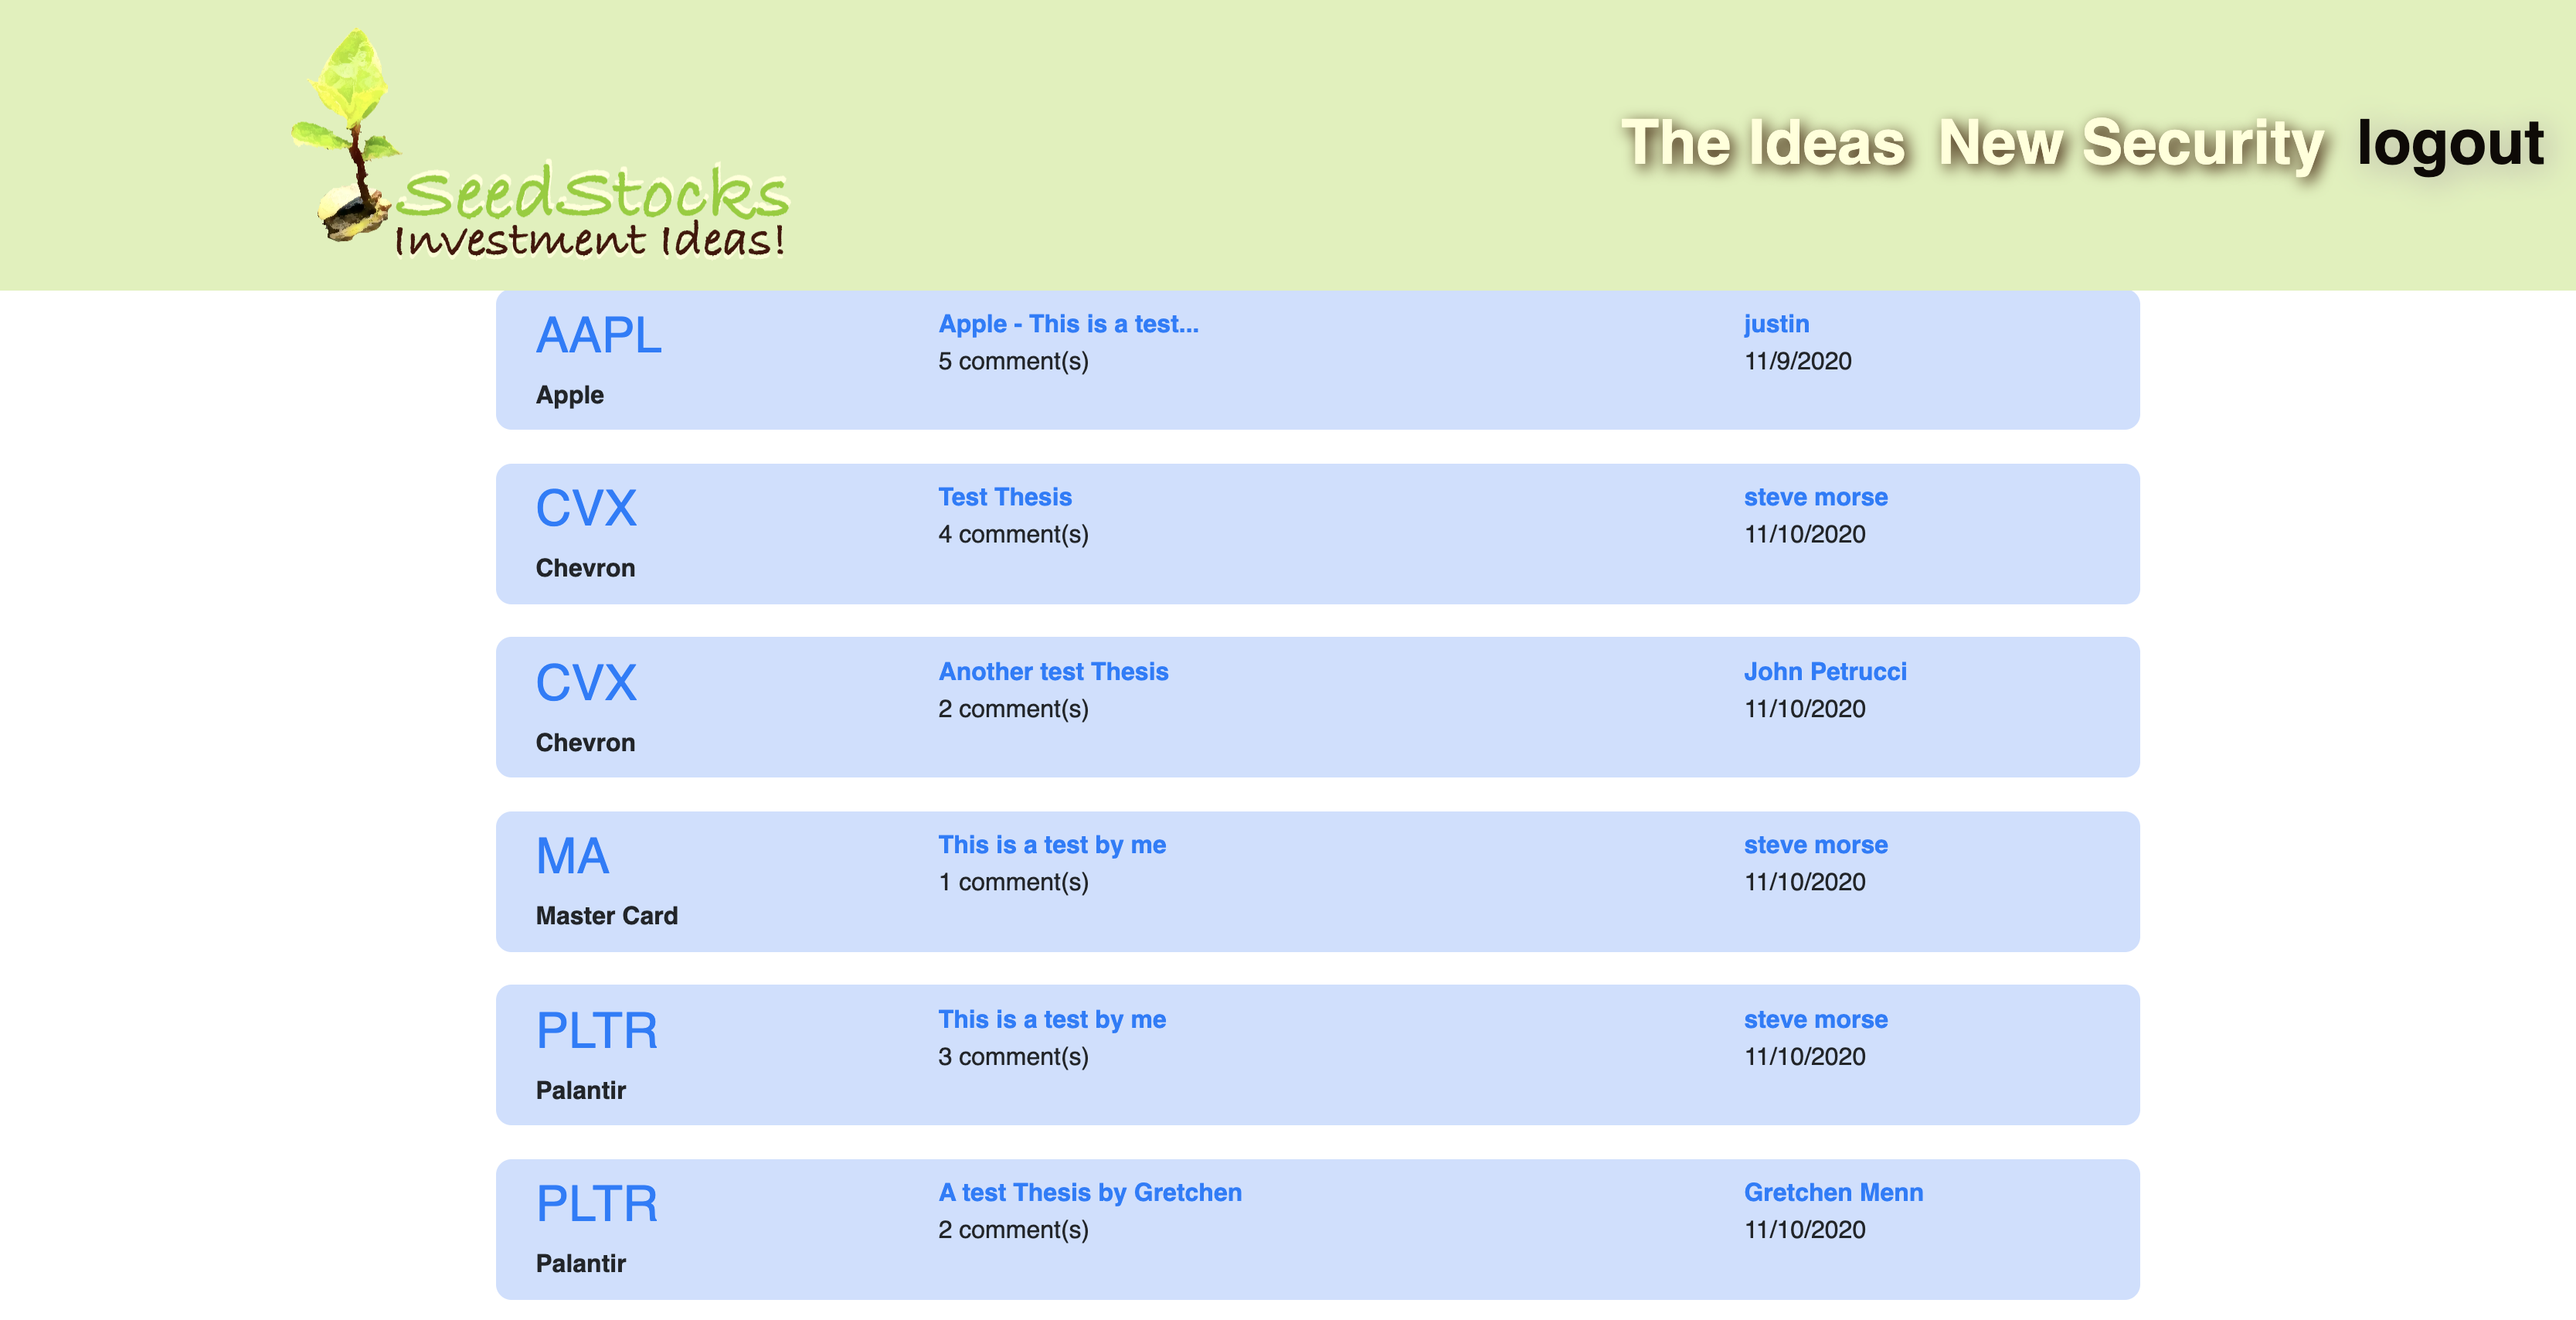 SeedStocks
Investment Ideas!
The Ideas New Security logout
AAPL
Apple
Apple - This is a test...
5 comment(s)
justin
11/9/2020
CVX
Chevron
Test Thesis
4 comment(s)
steve morse
11/10/2020
CVX
Chevron
Another test Thesis
2 comment(s)
John Petrucci
11/10/2020
MA
Master Card
This is a test by me
1 comment(s)
steve morse
11/10/2020
PLTR
Palantir
This is a test by me
3 comment(s)
steve morse
11/10/2020
PLTR
Palantir
A test Thesis by Gretchen
2 comment(s)
Gretchen Menn
11/10/2020